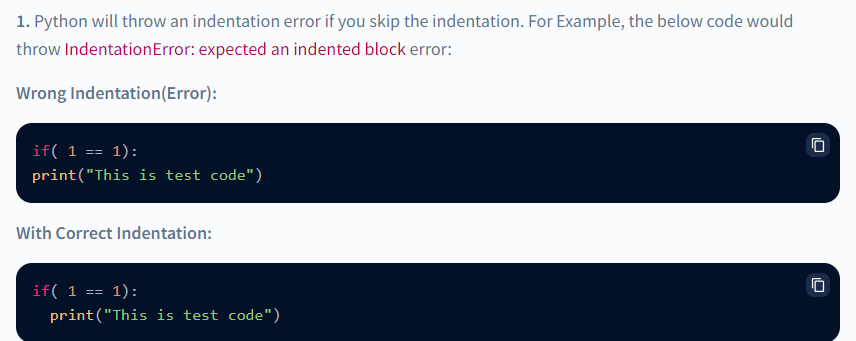 1. Python will throw an indentation error if you skip the indentation. For Example, the below code would
throw IndentationError: expected an indented block error:
Wrong Indentation(Error):
if( 1 == 1):
print("This is test code")
With Correct Indentation:
if( 1 == 1):
  print("This is test code")